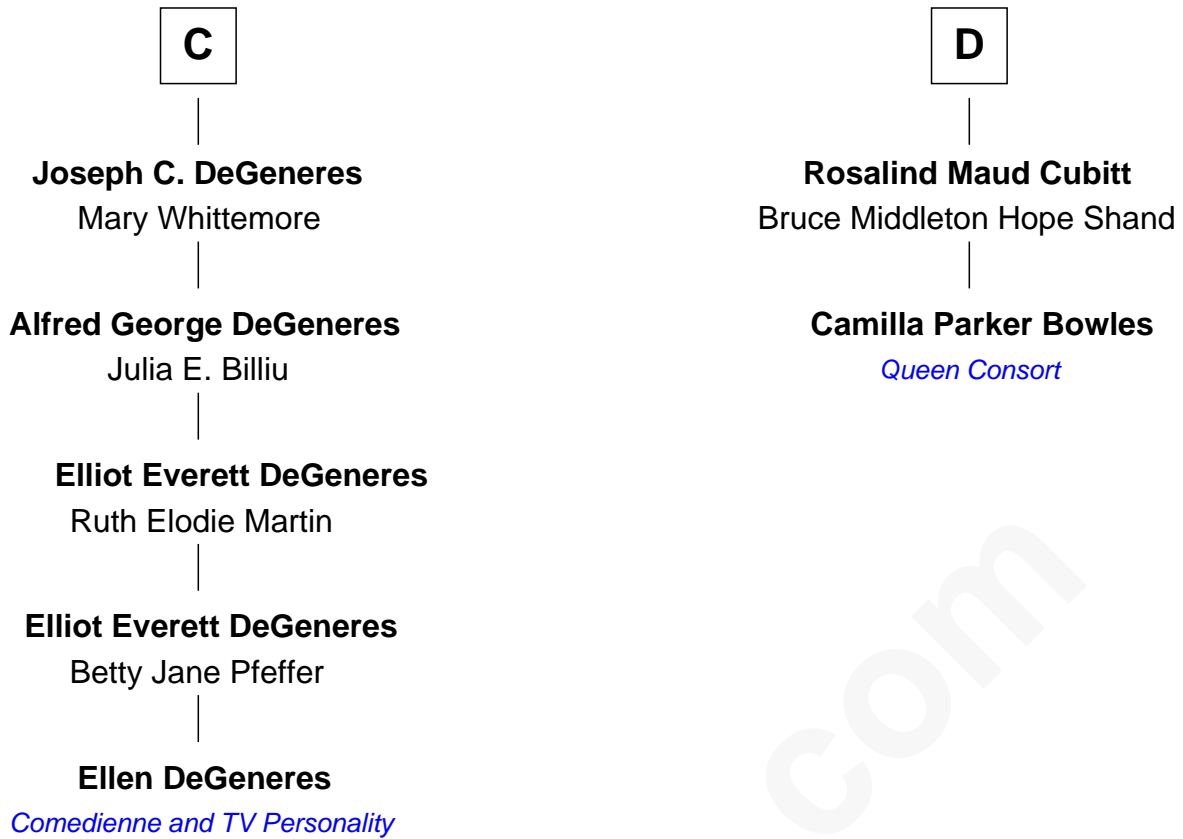 C
Joseph C. DeGeneres
Mary Whittemore
Alfred George DeGeneres
Julia E. Billiu
Elliot Everett DeGeneres
Ruth Elodie Martin
Elliot Everett DeGeneres
Betty Jane Pfeffer
Ellen DeGeneres
Comedienne and TV Personality
D
Rosalind Maud Cubitt
Bruce Middleton Hope Shand
Camilla Parker Bowles
Queen Consort
com